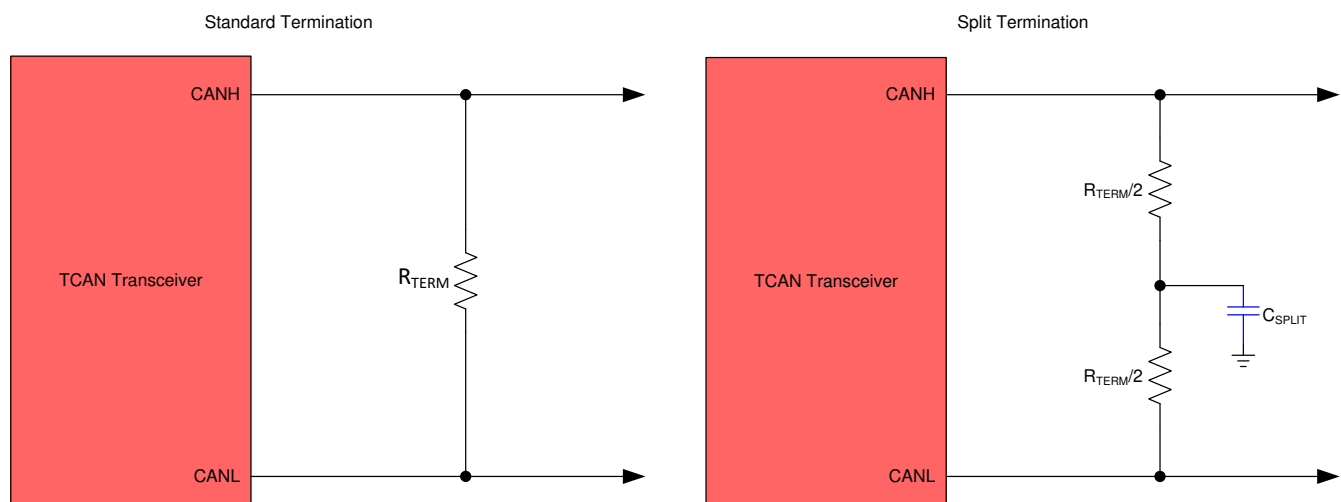 Standard Termination
CANH
TCAN Transceiver
R_TERM
CANL
Split Termination
CANH
R_TERM/2
TCAN Transceiver
C_SPLIT
R_TERM/2
CANL